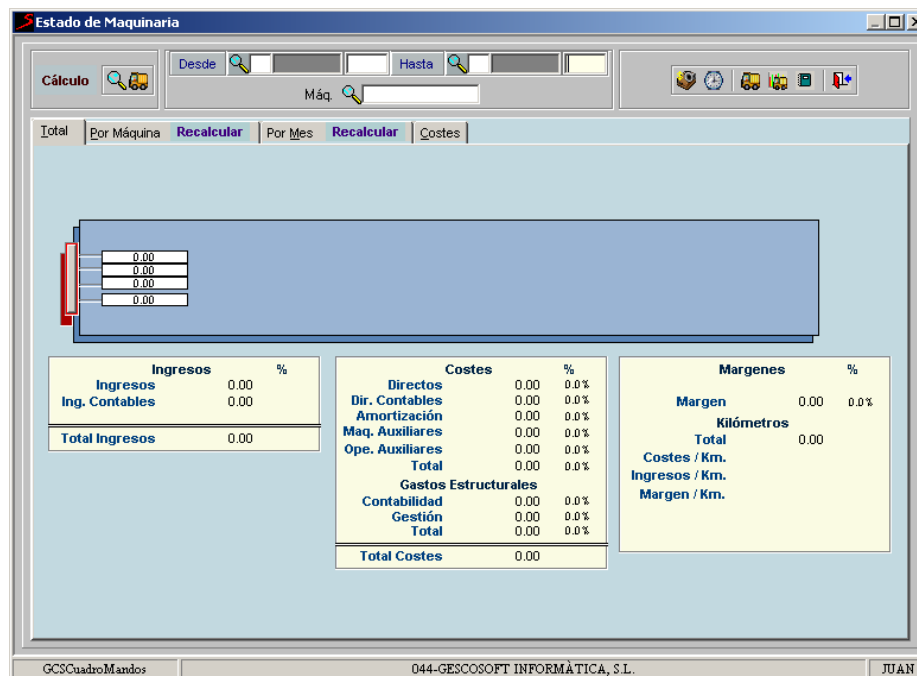 Estado de Maquinaria
Cálculo
Desde
Hasta
Máq.
Total
Por Máquina
Recalcular
Por Mes
Recalcular
Costes
0.00
0.00
0.00
0.00
Ingresos %
Ingresos 0.00
Ing. Contables 0.00
Total Ingresos 0.00
Costes %
Directos 0.00 0.0%
Dir. Contables 0.00 0.0%
Amortización 0.00 0.0%
Maq. Auxiliares 0.00 0.0%
Ope. Auxiliares 0.00 0.0%
Total 0.00 0.0%
Gastos Estructurales
Contabilidad 0.00 0.0%
Gestión 0.00 0.0%
Total 0.00 0.0%
Total Costes 0.00
Margenes %
Margen 0.00 0.0%
Kilómetros
Total 0.00
Costes / Km.
Ingresos / Km.
Margen / Km.
GCSCuadroMandos
044-GESCOSOFT INFORMÀTICA, S.L.
JUAN